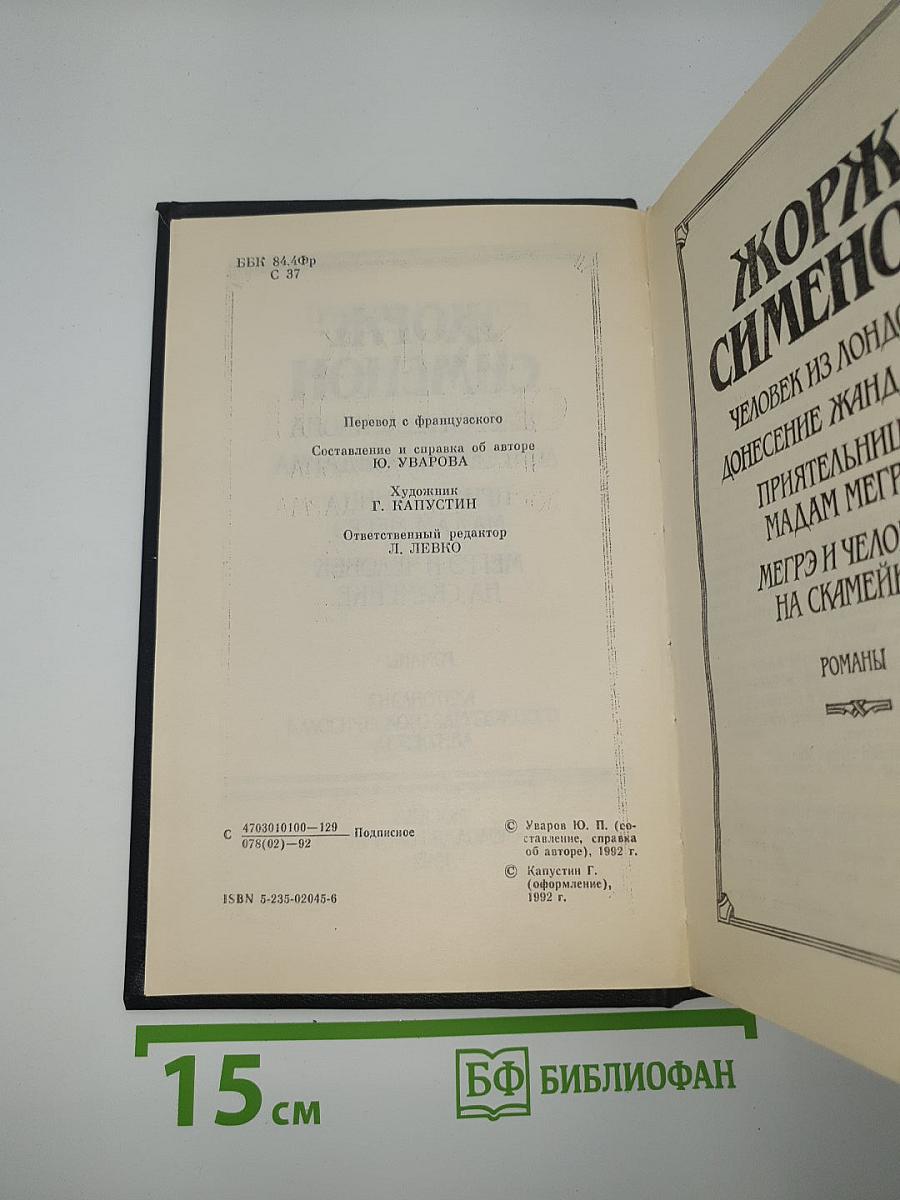 ББК 84.4Фр
С 37
Перевод с французского
Составление и справка об авторе
Ю. УВАРОВА
Художник
Г. КАПУСТИН
Ответственный редактор
Л. ЛЕВКО
С 4703010100—129 Подписное
078(02)—92
ISBN 5-235-02045-6
© Уваров Ю. П. (со-
ставление, справка
об авторе), 1992 г.
© Капустин Г.
(оформление),
1992 г.
ЖОРЖ
СИМЕНО
ЧЕЛОВЕК ИЗ ЛОНДО
ДОНЕСЕНИЕ ЖАНД
ПРИЯТЕЛЬНИЦ
МАДАМ МЕГР
МЕГРЭ И ЧЕЛО
НА СКАМЕЙ
РОМАНЫ
15 см
БФ БИБЛИОФАН